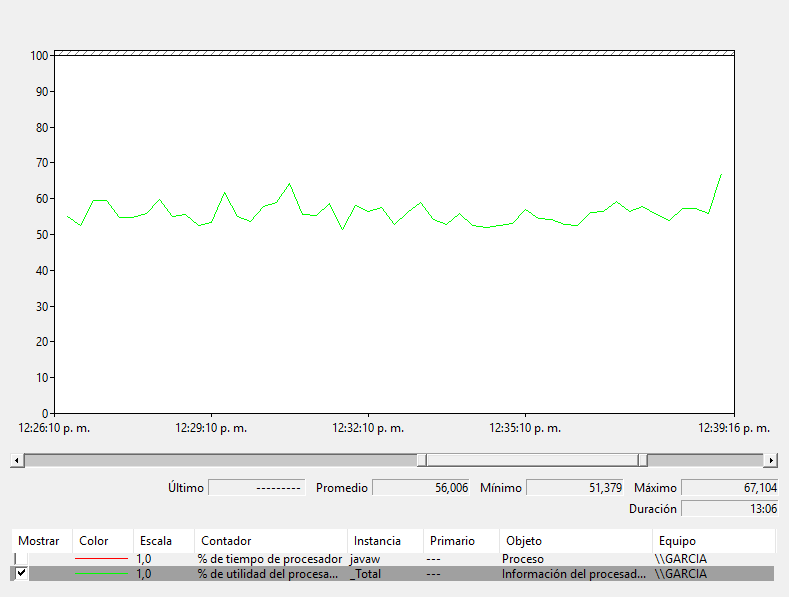 100
90
80
70
60
50
40
30
20
10
0
12:26:10 p. m. 12:29:10 p. m. 12:32:10 p. m. 12:35:10 p. m. 12:39:16 p. m.
Último --------- Promedio 56,006 Mínimo 51,379 Máximo 67,104
Duración 13:06
Mostrar Color Escala Contador Instancia Primario Objeto Equipo
1,0 % de tiempo de procesador javaw --- Proceso \\GARCIA
1,0 % de utilidad del procesa... _Total --- Información del procesad... \\GARCIA